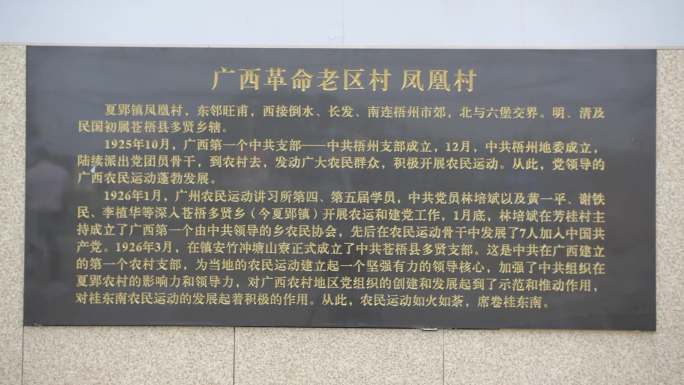 广西革命老区村 凤凰村
夏郢镇凤凰村，东邻旺甫，西接倒水、长发、南连梧州市郊，北与六堡交界。明、清及
民国初属苍梧县多贤乡辖。
1925年10月，广西第一个中共支部——中共梧州支部成立，12月，中共梧州地委成立，
陆续派出党团员骨干，到农村去，发动广大农民群众，积极开展农民运动。从此，党领导的
广西农民运动蓬勃发展。
1926年1月，广州农民运动讲习所第四、第五届学员，中共党员林培斌以及黄一平、谢铁
民、李植华等深入苍梧多贤乡（今夏郢镇）开展农运和建党工作，1月底，林培斌在芳桂村主
持成立了广西第一个由中共领导的乡农民协会，先后在农民运动骨干中发展了7人加入中国共
产党。1926年3月，在镇安竹冲塘山寮正式成立了中共苍梧县多贤支部。这是中共在广西建立
的第一个农村支部，为当地的农民运动建立起一个坚强有力的领导核心，加强了中共组织在
夏郢农村的影响力和领导力，对广西农村地区党组织的创建和发展起到了示范和推动作用，
对桂东南农民运动的发展起着积极的作用。从此，农民运动如火如荼，席卷桂东南。